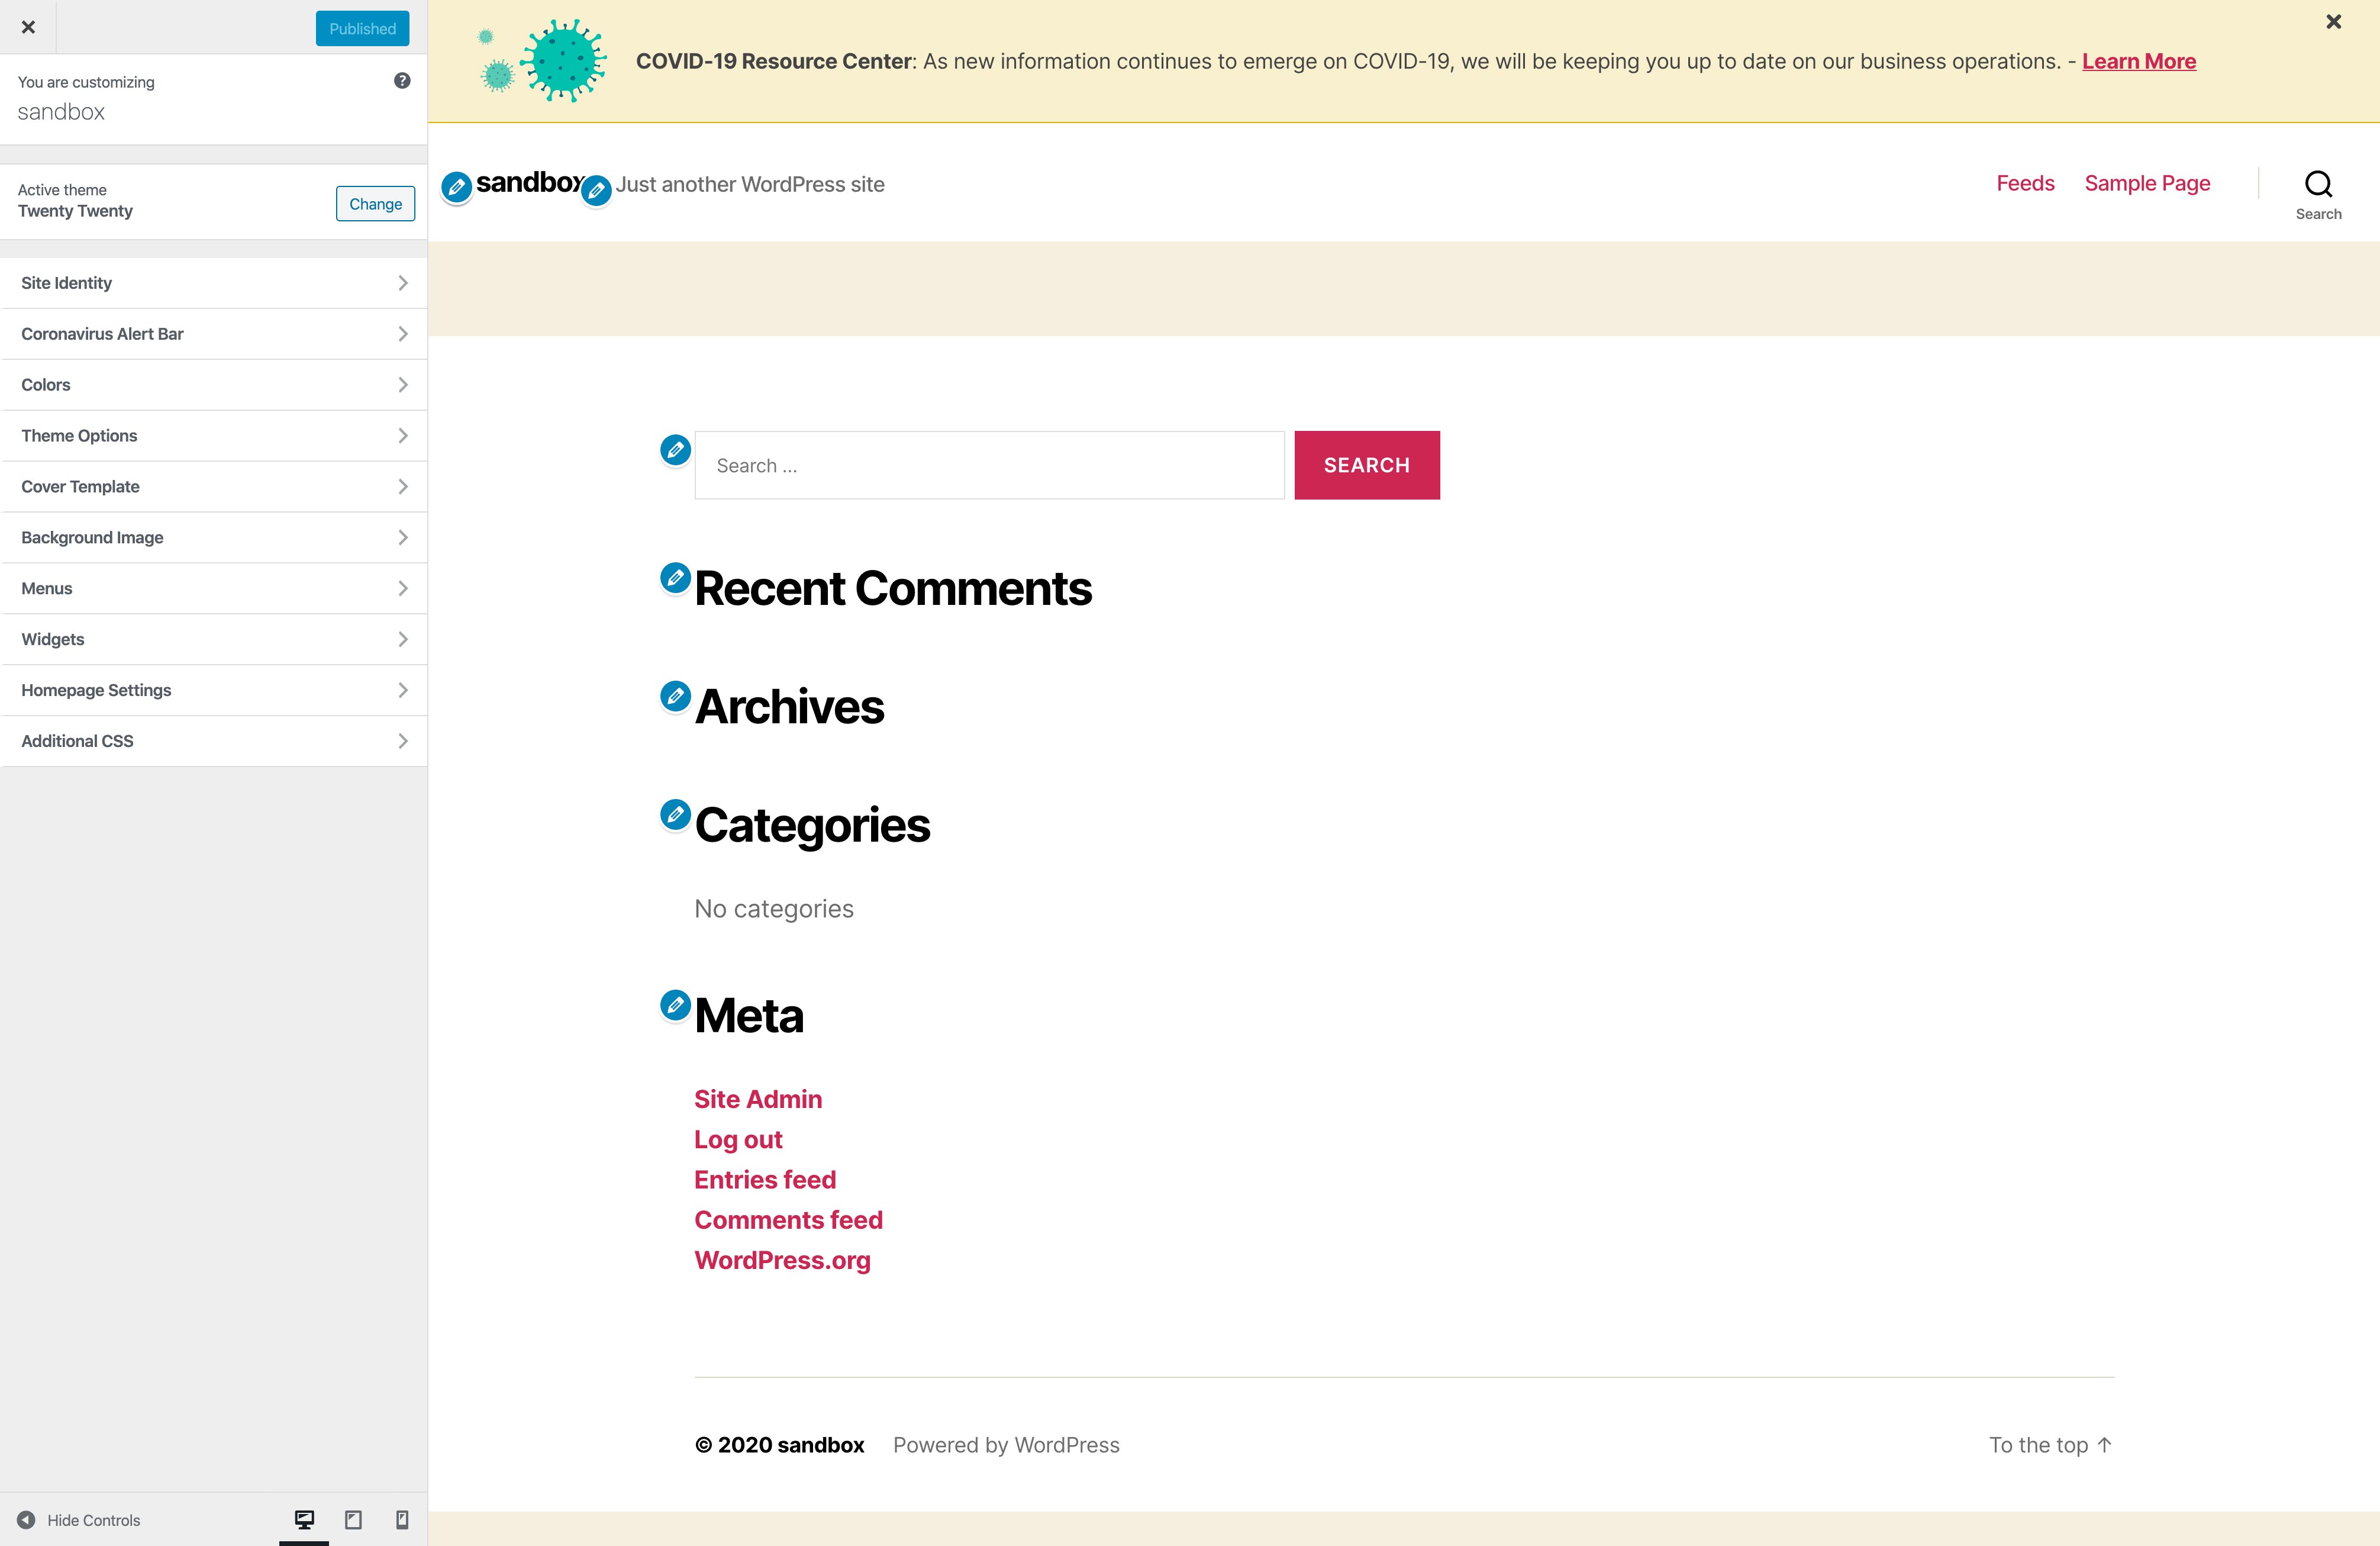 Published
You are customizing
sandbox
Active theme
Twenty Twenty
Change
Site Identity
Coronavirus Alert Bar
Colors
Theme Options
Cover Template
Background Image
Menus
Widgets
Homepage Settings
Additional CSS
Hide Controls
COVID-19 Resource Center: As new information continues to emerge on COVID-19, we will be keeping you up to date on our business operations. - Learn More
sandbox Just another WordPress site
Feeds Sample Page
Search
Search ... SEARCH
Recent Comments
Archives
Categories
No categories
Meta
Site Admin
Log out
Entries feed
Comments feed
WordPress.org
© 2020 sandbox Powered by WordPress
To the top ↑